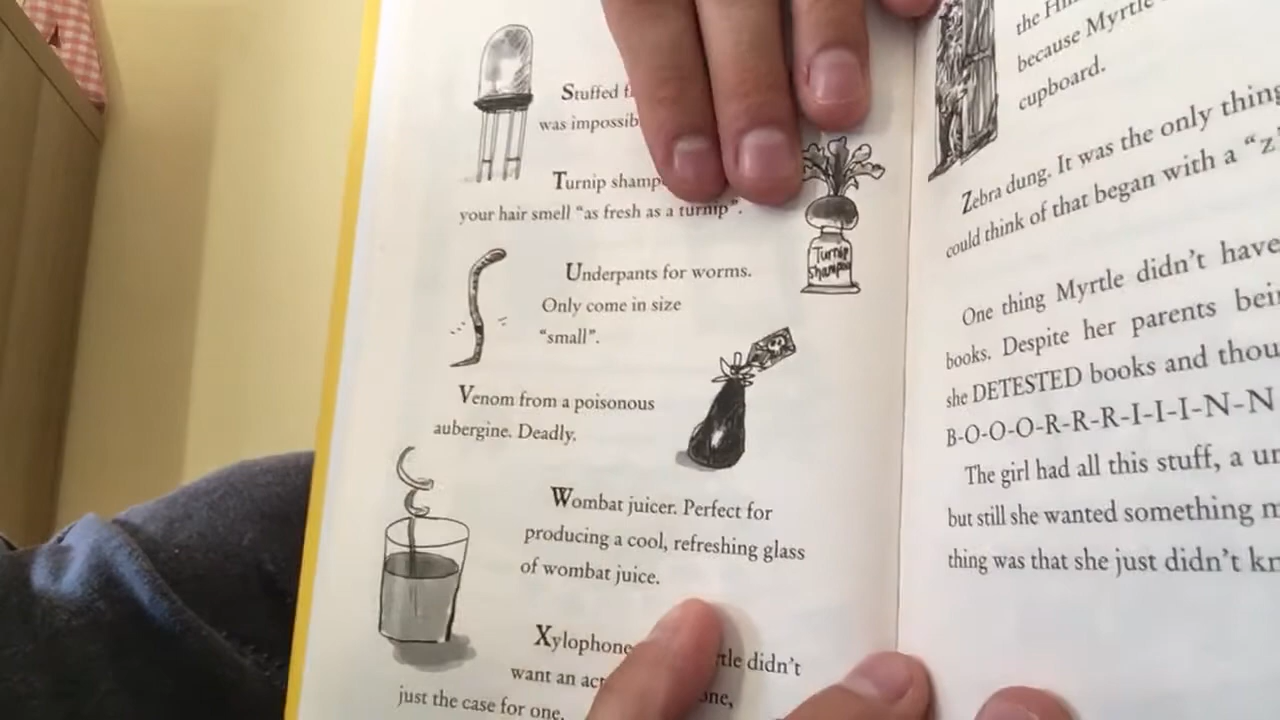 Stuffed
was impossib
Turnip shamp
your hair smell “as fresh as a turnip”.
Turnip
Shampoo
Underpants for worms.
Only come in size
“small”.
Venom from a poisonous
aubergine. Deadly.
Wombat juicer. Perfect for
producing a cool, refreshing glass
of wombat juice.
Xylophone tle didn’t
want an act one,
just the case for one.
the
because Myrtle
cupboard.
Zebra dung. It was the only thing
could think of that began with a “z”
One thing Myrtle didn’t have
books. Despite her parents bei
she DETESTED books and thou
B-O-O-O-R-R-R-I-I-I-N-N
The girl had all this stuff, a un
but still she wanted something m
thing was that she just didn’t kn